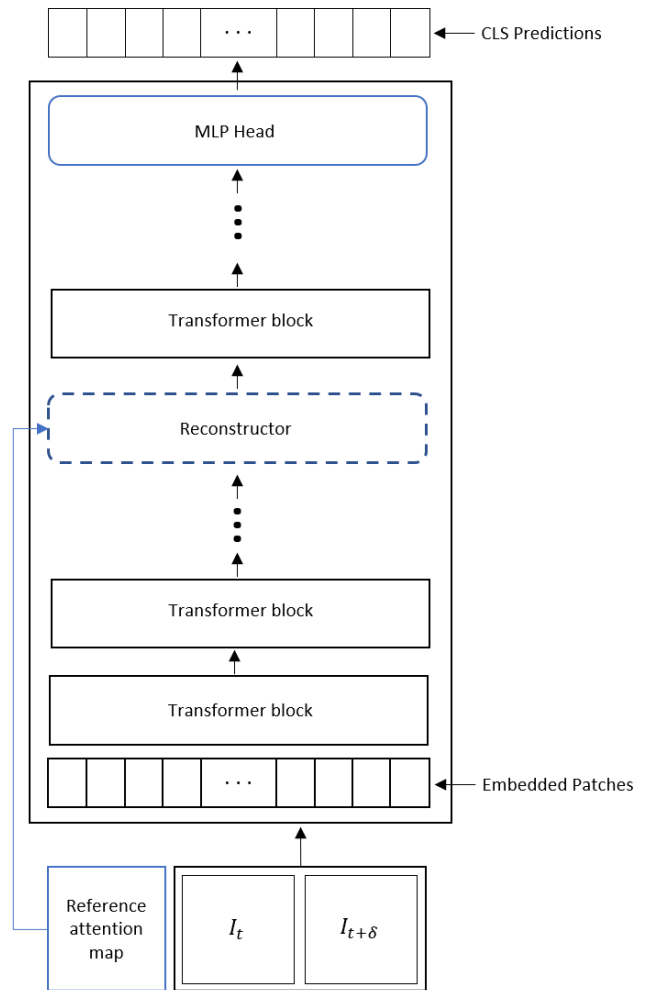 . . .
CLS Predictions
MLP Head
Transformer block
Reconstructor
Transformer block
Transformer block
. . .
Embedded Patches
Reference
attention
map
I_t
I_{t+δ}